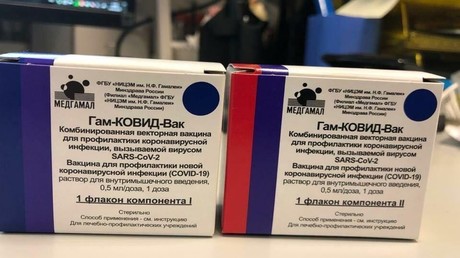 ФГБУ «НИЦЭМ им. Н.Ф. Гамалеи»
Минздрава России
(Филиал «Медгамал» ФГБУ
«НИЦЭМ им. Н.Ф. Гамалеи»
Минздрава России)
МЕДГАМАЛ
Гам-КОВИД-Вак
Комбинированная векторная вакцина
для профилактики коронавирусной
инфекции, вызываемой вирусом
SARS-CoV-2
Вакцина для профилактики новой
коронавирусной инфекции (COVID-19)
раствор для внутримышечного введения,
0,5 мл/доза, 1 доза
1 флакон компонента I
Стерильно
Способ применения - см. инструкцию
Для лечебно-профилактических учреждений
ФГБУ «НИЦЭМ им. Н.Ф. Гамалеи»
Минздрава России
(Филиал «Медгамал» ФГБУ
«НИЦЭМ им. Н.Ф. Гамалеи»
Минздрава России)
МЕДГАМАЛ
Гам-КОВИД-Вак
Комбинированная векторная вакцина
для профилактики коронавирусной
инфекции, вызываемой вирусом
SARS-CoV-2
Вакцина для профилактики новой
коронавирусной инфекции (COVID-19)
раствор для внутримышечного введения,
0,5 мл/доза, 1 доза
1 флакон компонента II
Стерильно
Способ применения - см. инструкцию
Для лечебно-профилактических учреждений